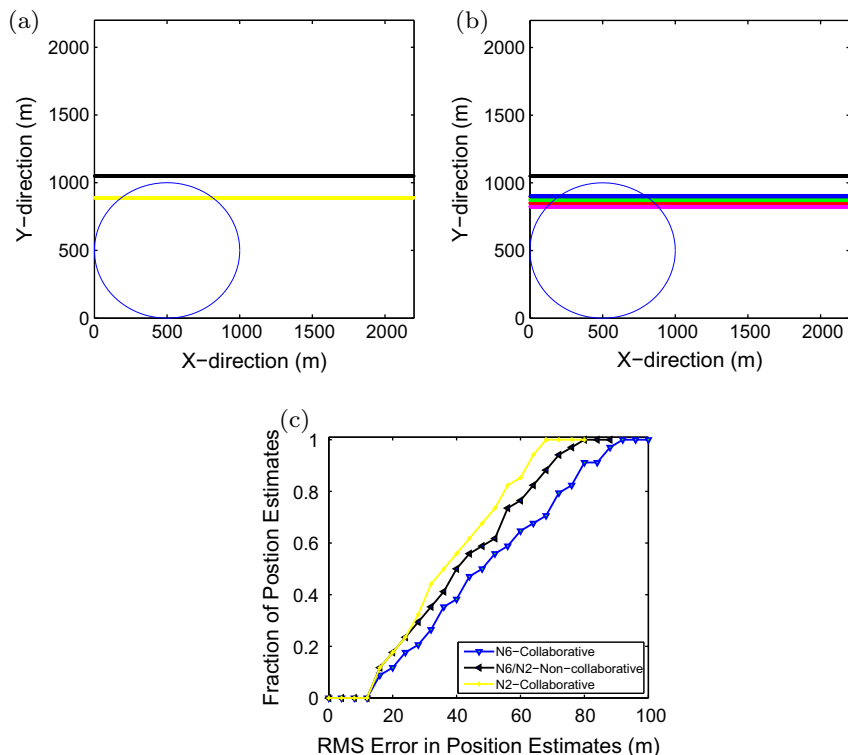 (a)
2000
1500
1000
500
0
Y−direction (m)
0 500 1000 1500 2000
X−direction (m)
(b)
2000
1500
1000
500
0
Y−direction (m)
0 500 1000 1500 2000
X−direction (m)
(c)
1
0.8
0.6
0.4
0.2
0
Fraction of Postion Estimates
N6−Collaborative
N6/N2−Non−collaborative
N2−Collaborative
0 20 40 60 80 100
RMS Error in Position Estimates (m)